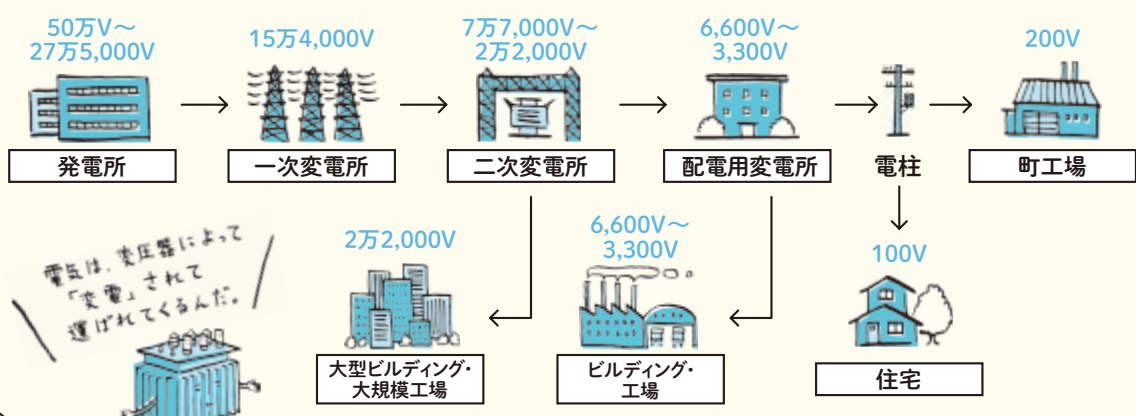 50万V〜
27万5,000V
15万4,000V
7万7,000V〜
2万2,000V
6,600V〜
3,300V
200V
発電所
一次変電所
二次変電所
配電用変電所
電柱
町工場
電気は、変圧器によって
「変電」されて
運ばれてくるんだ。
2万2,000V
6,600V〜
3,300V
100V
大型ビルディング・
大規模工場
ビルディング・
工場
住宅